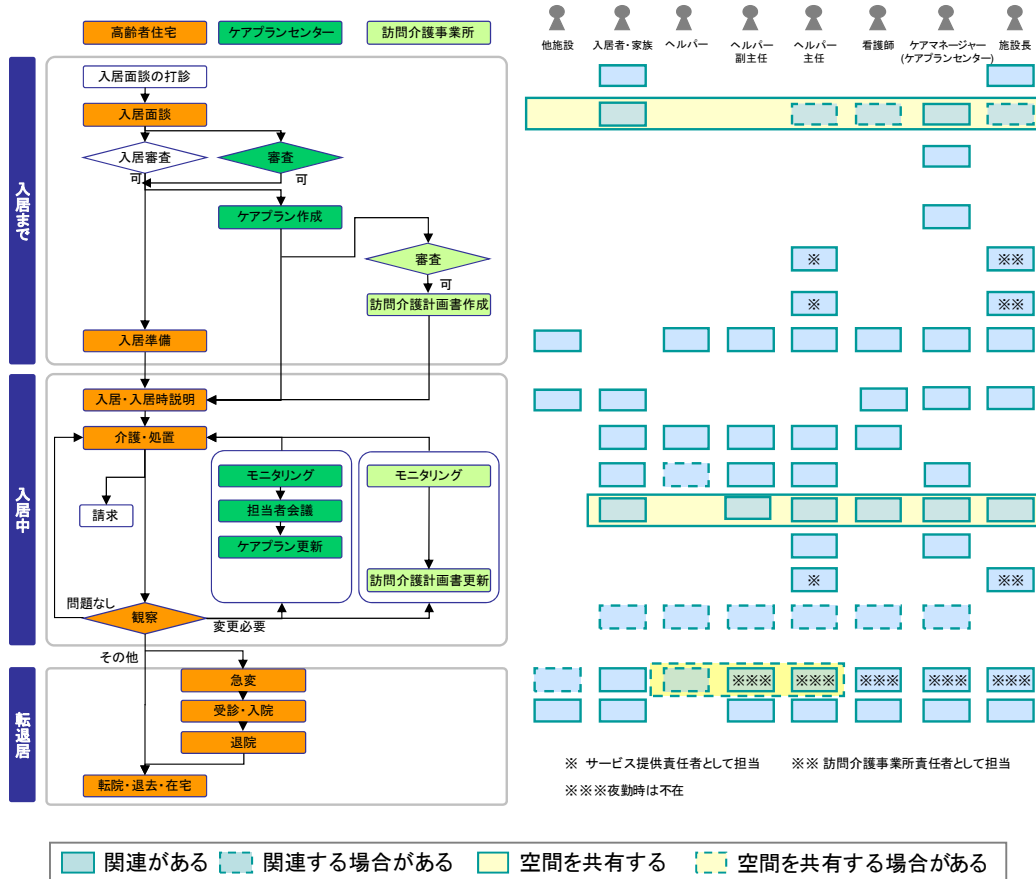 高齢者住宅
ケアプランセンター
訪問介護事業所
他施設
入居者・家族
ヘルパー
ヘルパー
副主任
ヘルパー
主任
看護師
ケアマネージャー
(ケアプランセンター)
施設長
入居まで
入居面談の打診
入居面談
入居審査
審査
可
可
ケアプラン作成
審査
可
訪問介護計画書作成
入居準備
※
※※
※
※※
入居中
入居・入居時説明
介護・処置
モニタリング
モニタリング
請求
担当者会議
ケアプラン更新
訪問介護計画書更新
問題なし
観察
変更必要
その他
※
※※
転退居
急変
受診・入院
退院
転院・退去・在宅
※※※
※※※
※※※
※※※
※※※
※ サービス提供責任者として担当
※※ 訪問介護事業所責任者として担当
※※※夜勤時は不在
関連がある
関連する場合がある
空間を共有する
空間を共有する場合がある